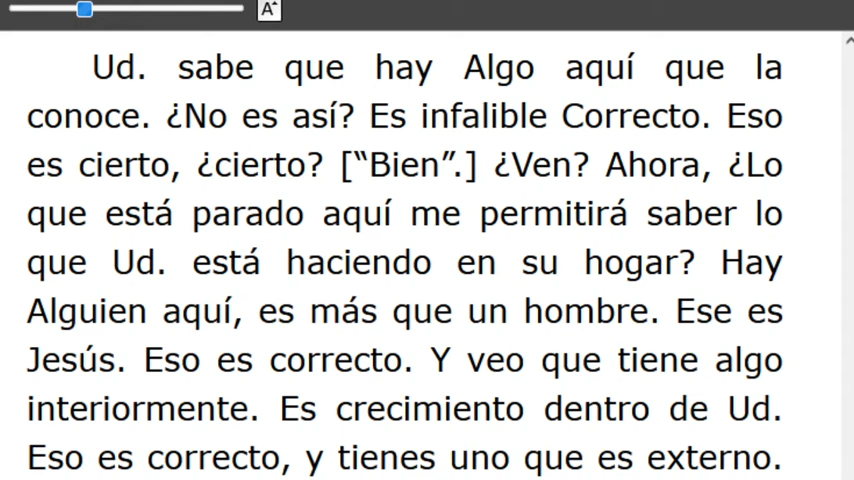 A
Ud. sabe que hay Algo aquí que la
conoce. ¿No es así? Es infalible Correcto. Eso
es cierto, ¿cierto? [“Bien”.] ¿Ven? Ahora, ¿Lo
que está parado aquí me permitirá saber lo
que Ud. está haciendo en su hogar? Hay
Alguien aquí, es más que un hombre. Ese es
Jesús. Eso es correcto. Y veo que tiene algo
interiormente. Es crecimiento dentro de Ud.
Eso es correcto, y tienes uno que es externo.